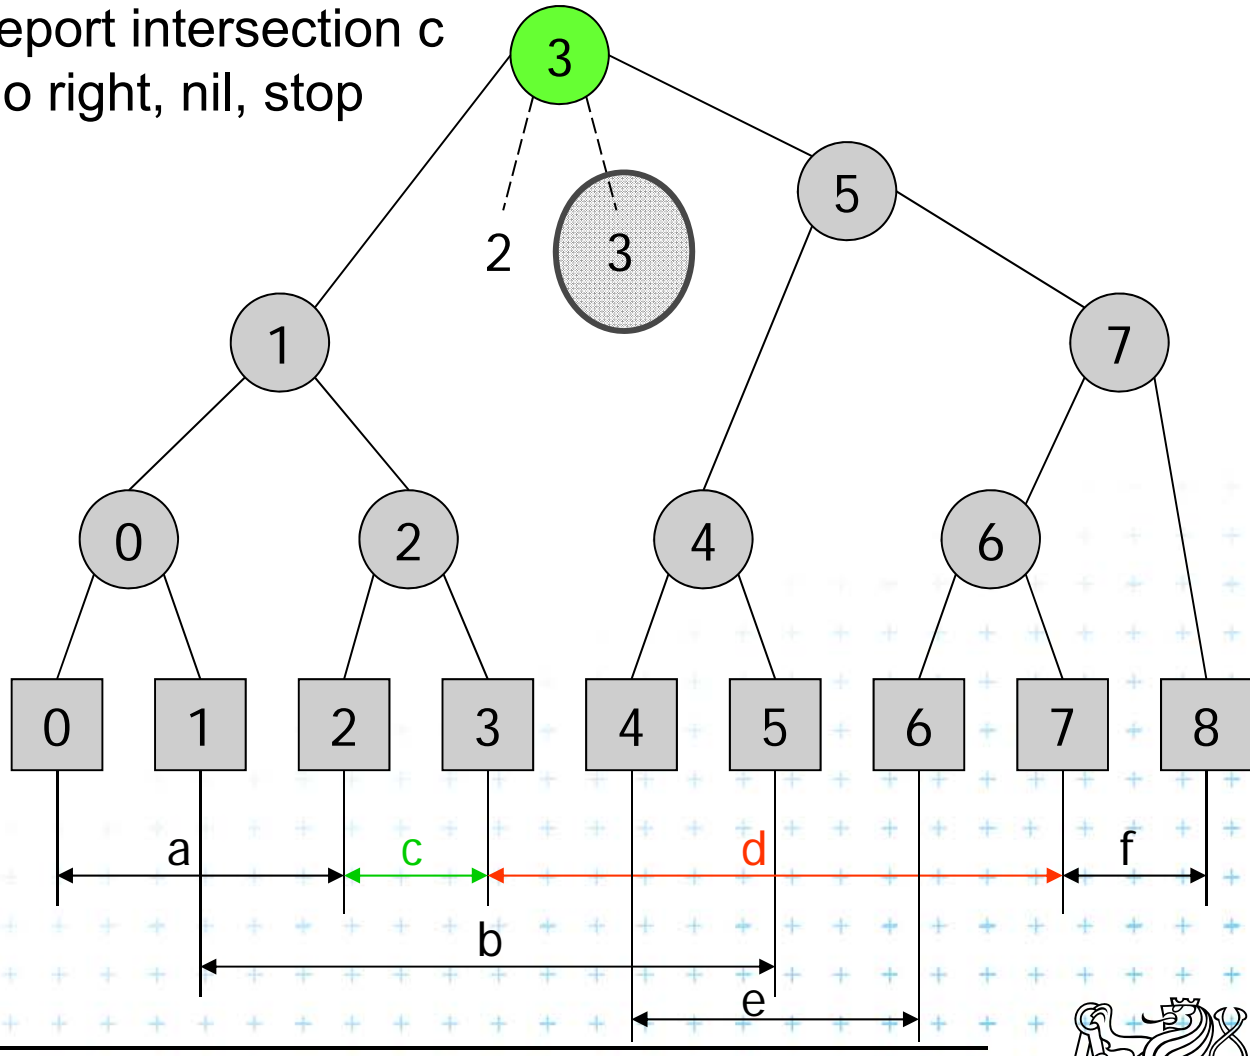 eport intersection c
o right, nil, stop
3
5
2 3
1 7
0 2 4 6
0 1 2 3 4 5 6 7 8
a c d f
b
e